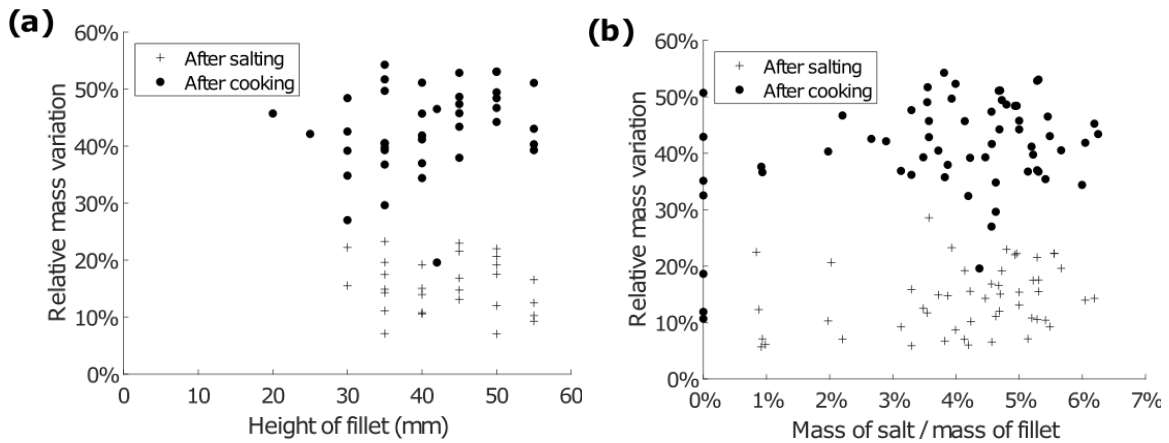 (a)
60%
50%
40%
30%
20%
10%
0%
Relative mass variation
After salting
After cooking
0 10 20 30 40 50 60
Height of fillet (mm)
(b)
60%
50%
40%
30%
20%
10%
0%
Relative mass variation
After salting
After cooking
0% 1% 2% 3% 4% 5% 6% 7%
Mass of salt / mass of fillet